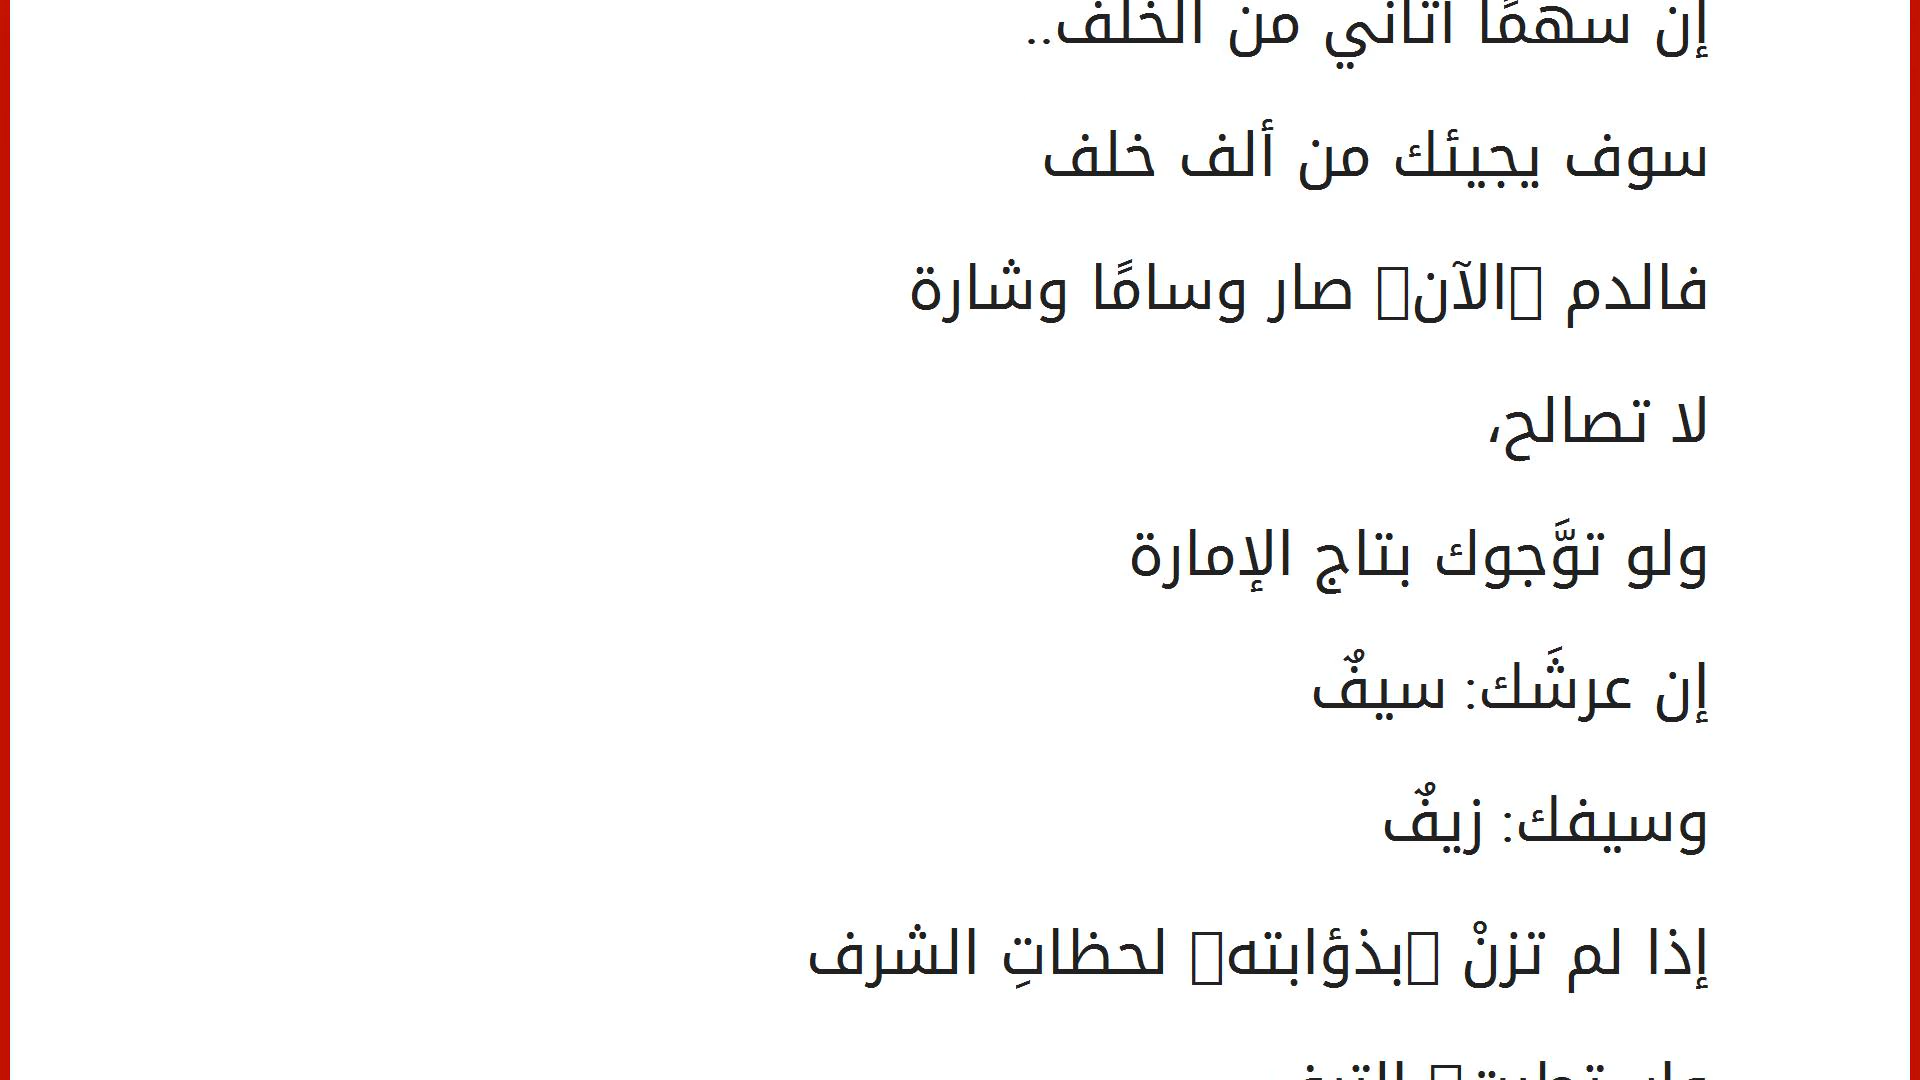 إن سهمًا أتاني من الخلف..
سوف يجيئك من ألف خلف
فالدم ▯الآن▯ صار وسامًا وشارة
لا تصالح،
ولو توَّجوك بتاج الإمارة
إن عرشَك: سيفٌ
وسيفك: زيفٌ
إذا لم تزنْ ▯بذؤابته▯ لحظاتِ الشرف